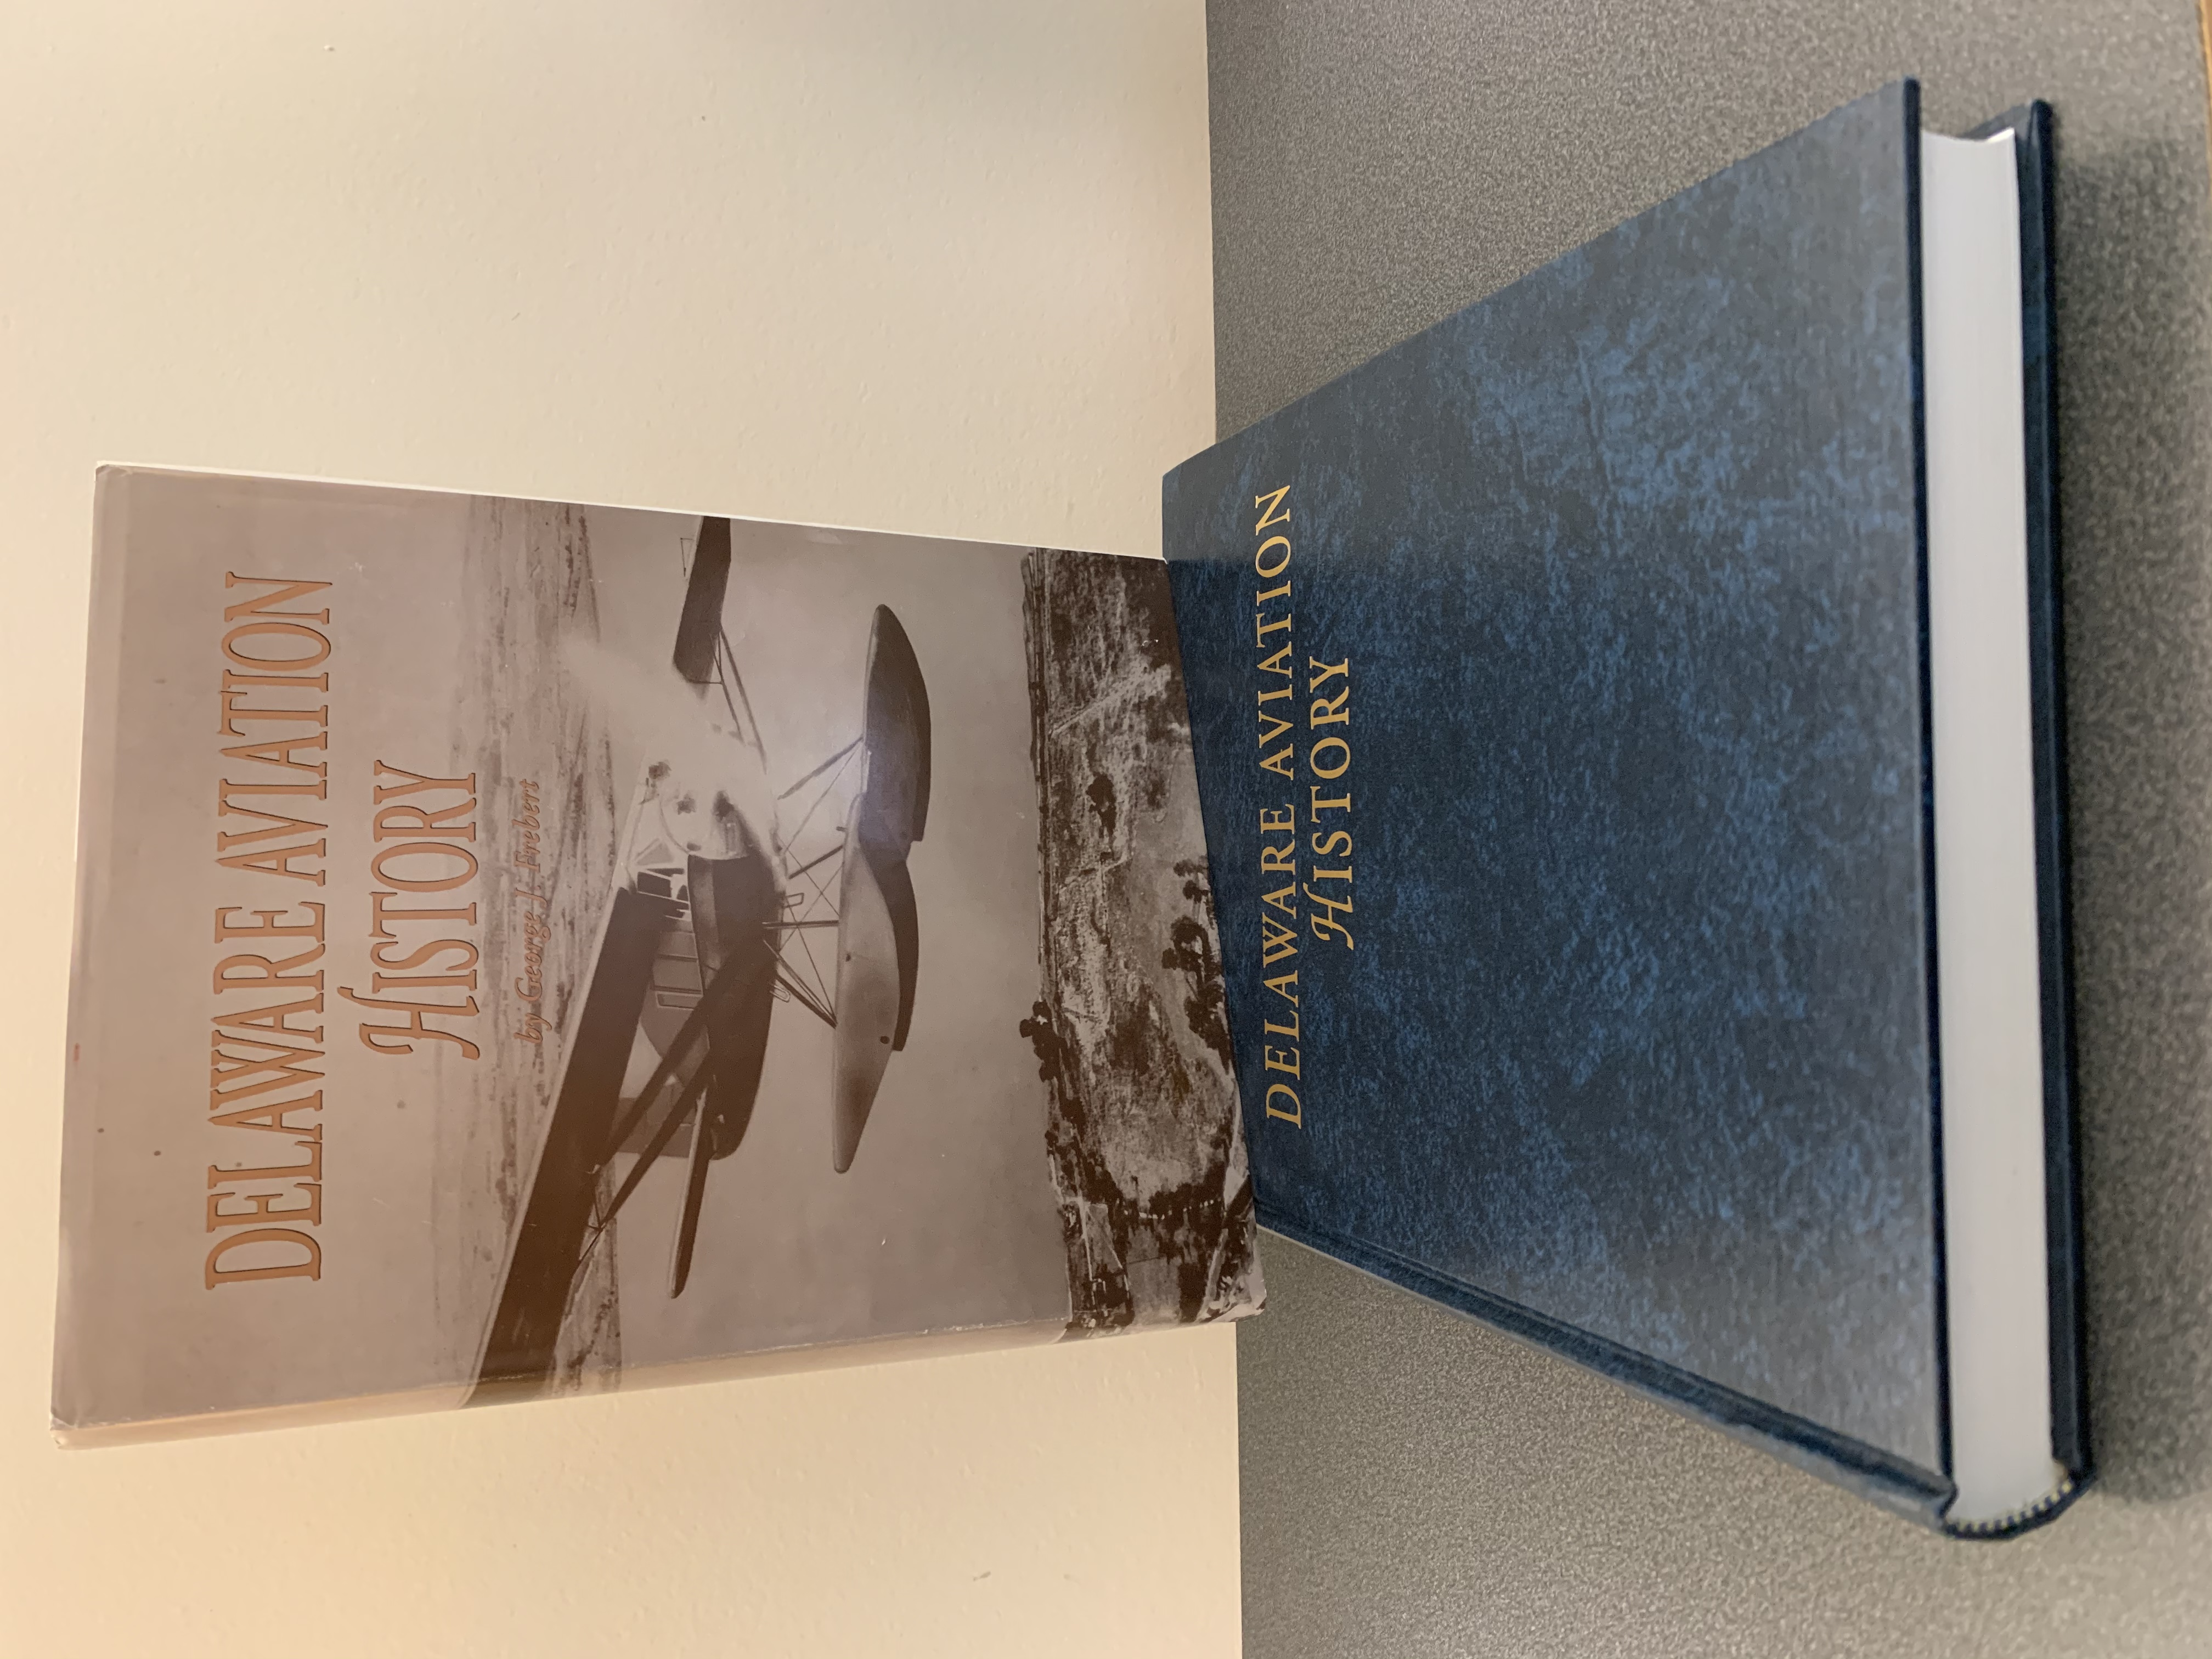 DELAWARE AVIATION
HISTORY
by George J. Frebert
DELAWARE AVIATION
HISTORY